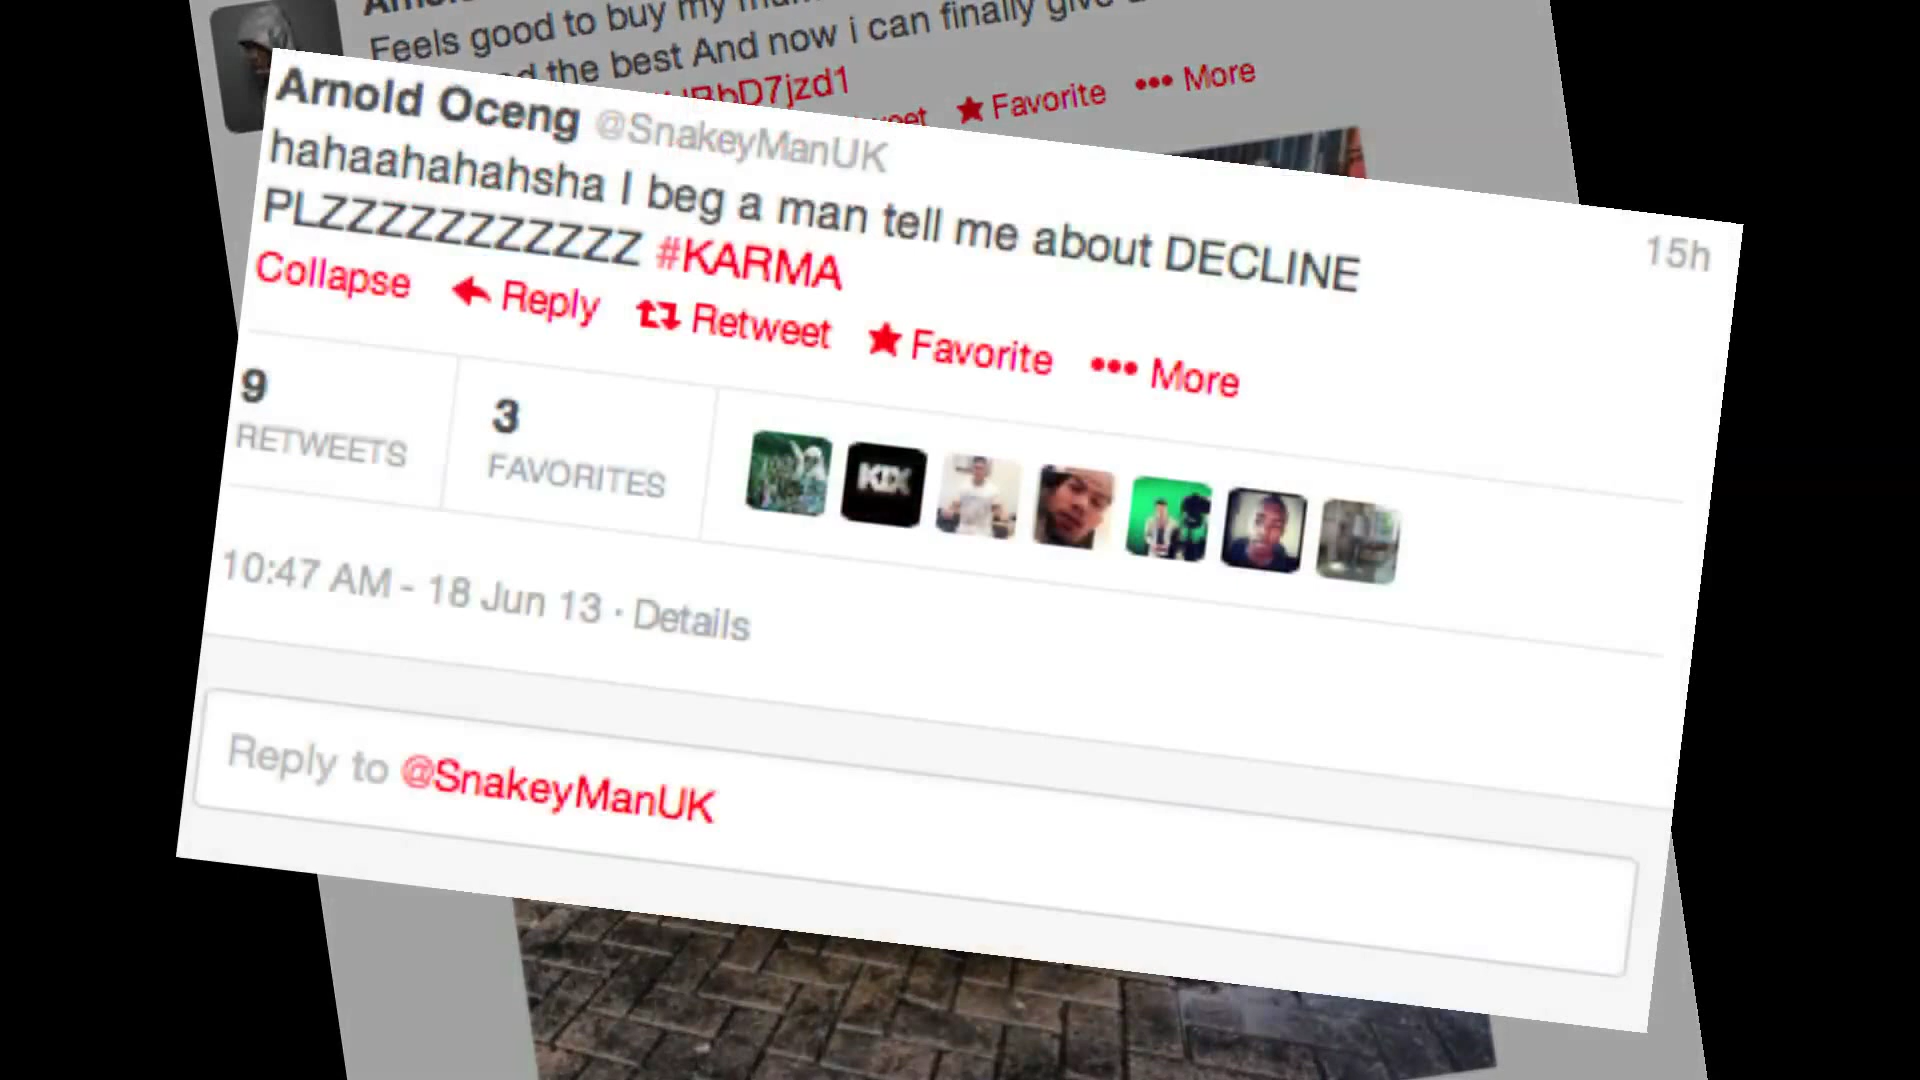 Feels good to buy my
the best And now i can finally give
D7jzd1
Favorite ••• More
Arnold Oceng @SnakeyManUK
15h
hahaahahahsha I beg a man tell me about DECLINE
PLZZZZZZZZZZZ #KARMA
Collapse Reply Retweet Favorite ••• More
9
RETWEETS
3
FAVORITES
KIX
10:47 AM - 18 Jun 13 · Details
Reply to @SnakeyManUK